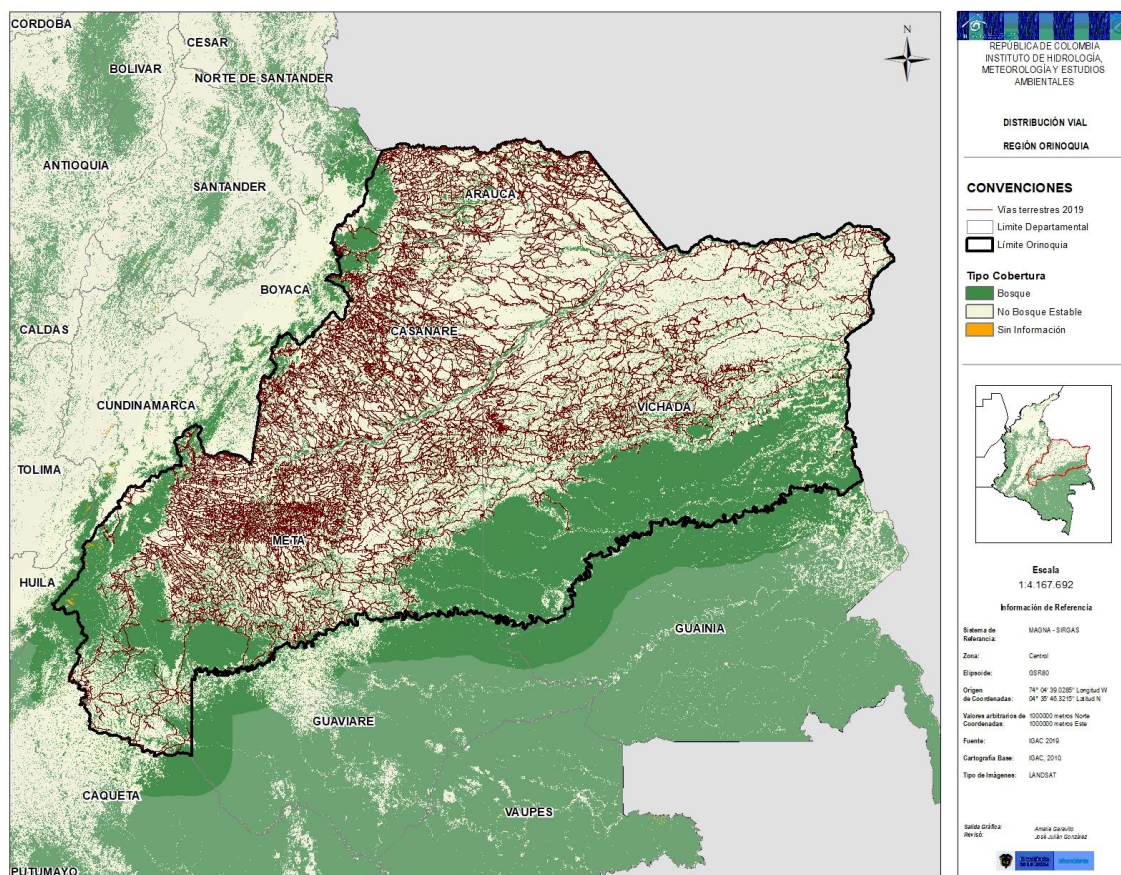 CORDOBA
CESAR
BOLIVAR
NORTE DE SANTANDER
ANTIOQUIA
SANTANDER
ARAUCA
BOYACA
CALDAS
CASANARE
CUNDINAMARCA
VICHADA
TOLIMA
META
HUILA
GUAINIA
GUAVIARE
CAQUETA
VAUPES
PUTUMAYO
N
REPÚBLICA DE COLOMBIA
INSTITUTO DE HIDROLOGÍA,
METEOROLOGÍA Y ESTUDIOS
AMBIENTALES
DISTRIBUCIÓN VIAL
REGIÓN ORINOQUIA
CONVENCIONES
Vías terrestres 2019
Limite Departamental
Límite Orinoquia
Tipo Cobertura
Bosque
No Bosque Estable
Sin Información
Escala
1:4.167.692
Información de Referencia
Sistema de Referancia: MAGNA - SIRGAS
Zona: Central
Elipsoide: GSR80
Origen 74° 04' 39.0285" Longitud W
de Coordenadas: 04° 35' 46.3215" Latitud N
Valores arbitrarios de 1000000 metros Norte
Coordenadas: 1000000 metros Este
Fuente: IGAC 2019
Cartografía Base: IGAC, 2010
Tipo de Imágenes: LANDSAT
Salida Gráfica: Amalia Garavito
Revisó: José Julián González